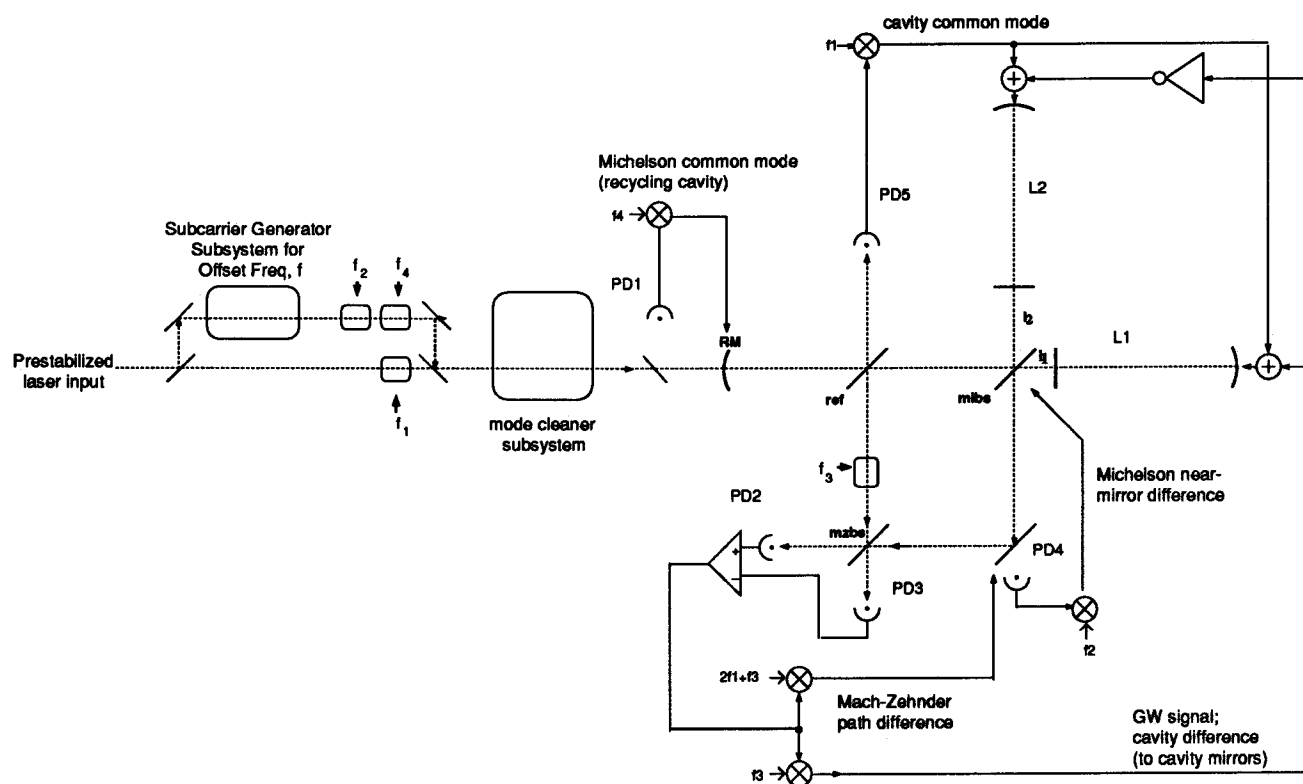 cavity common mode
f1
Michelson common mode
(recycling cavity)
f4
PD5
L2
Subcarrier Generator
Subsystem for
Offset Freq, f
f2
f4
PD1
RM
l2
l1
L1
Prestabilized
laser input
ref
mibs
f1
mode cleaner
subsystem
f3
Michelson near-
mirror difference
PD2
mzbs
PD4
+
−
PD3
f2
2f1+f3
Mach-Zehnder
path difference
GW signal;
cavity difference
(to cavity mirrors)
f3